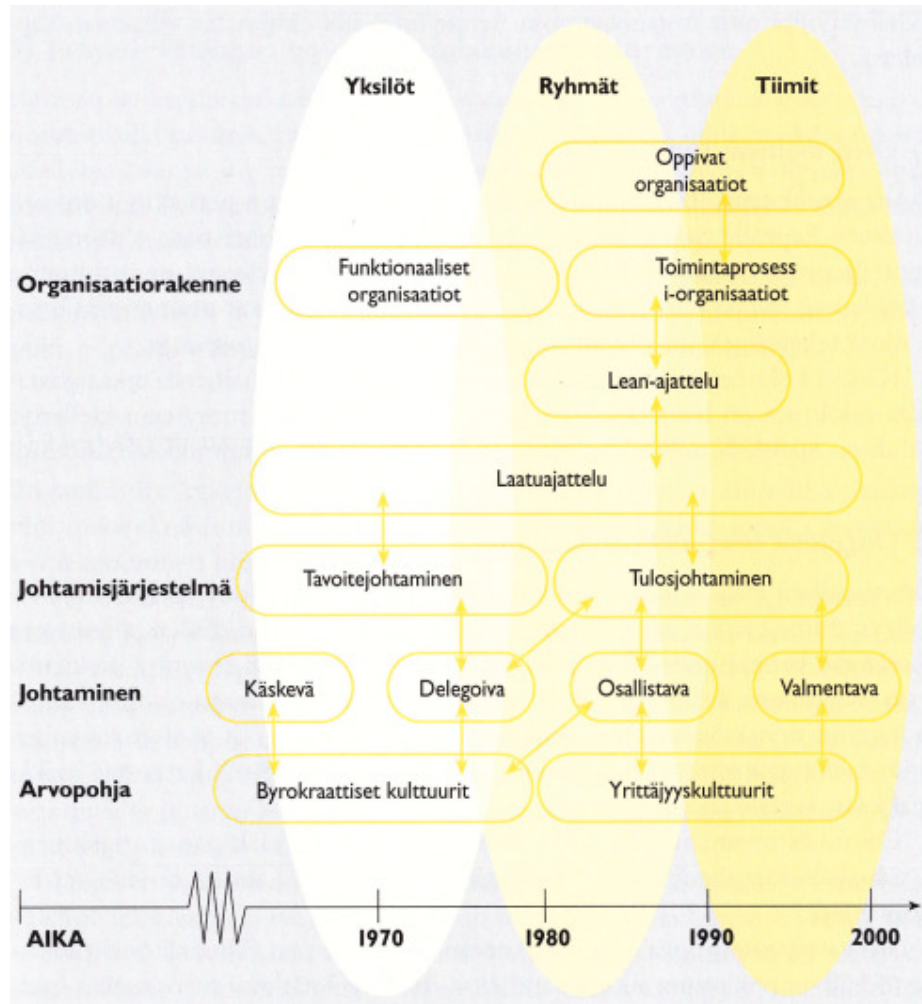 Yksilöt Ryhmät Tiimit
Oppivat
organisaatiot
Organisaatiorakenne
Funktionaaliset
organisaatiot
Toimintaprosess
i-organisaatiot
Lean-ajattelu
Laatuajattelu
Johtamisjärjestelmä
Tavoitejohtaminen
Tulosjohtaminen
Johtaminen
Käskevä
Delegoiva
Osallistava
Valmentava
Arvopohja
Byrokraattiset kulttuurit
Yrittäjyyskulttuurit
AIKA 1970 1980 1990 2000